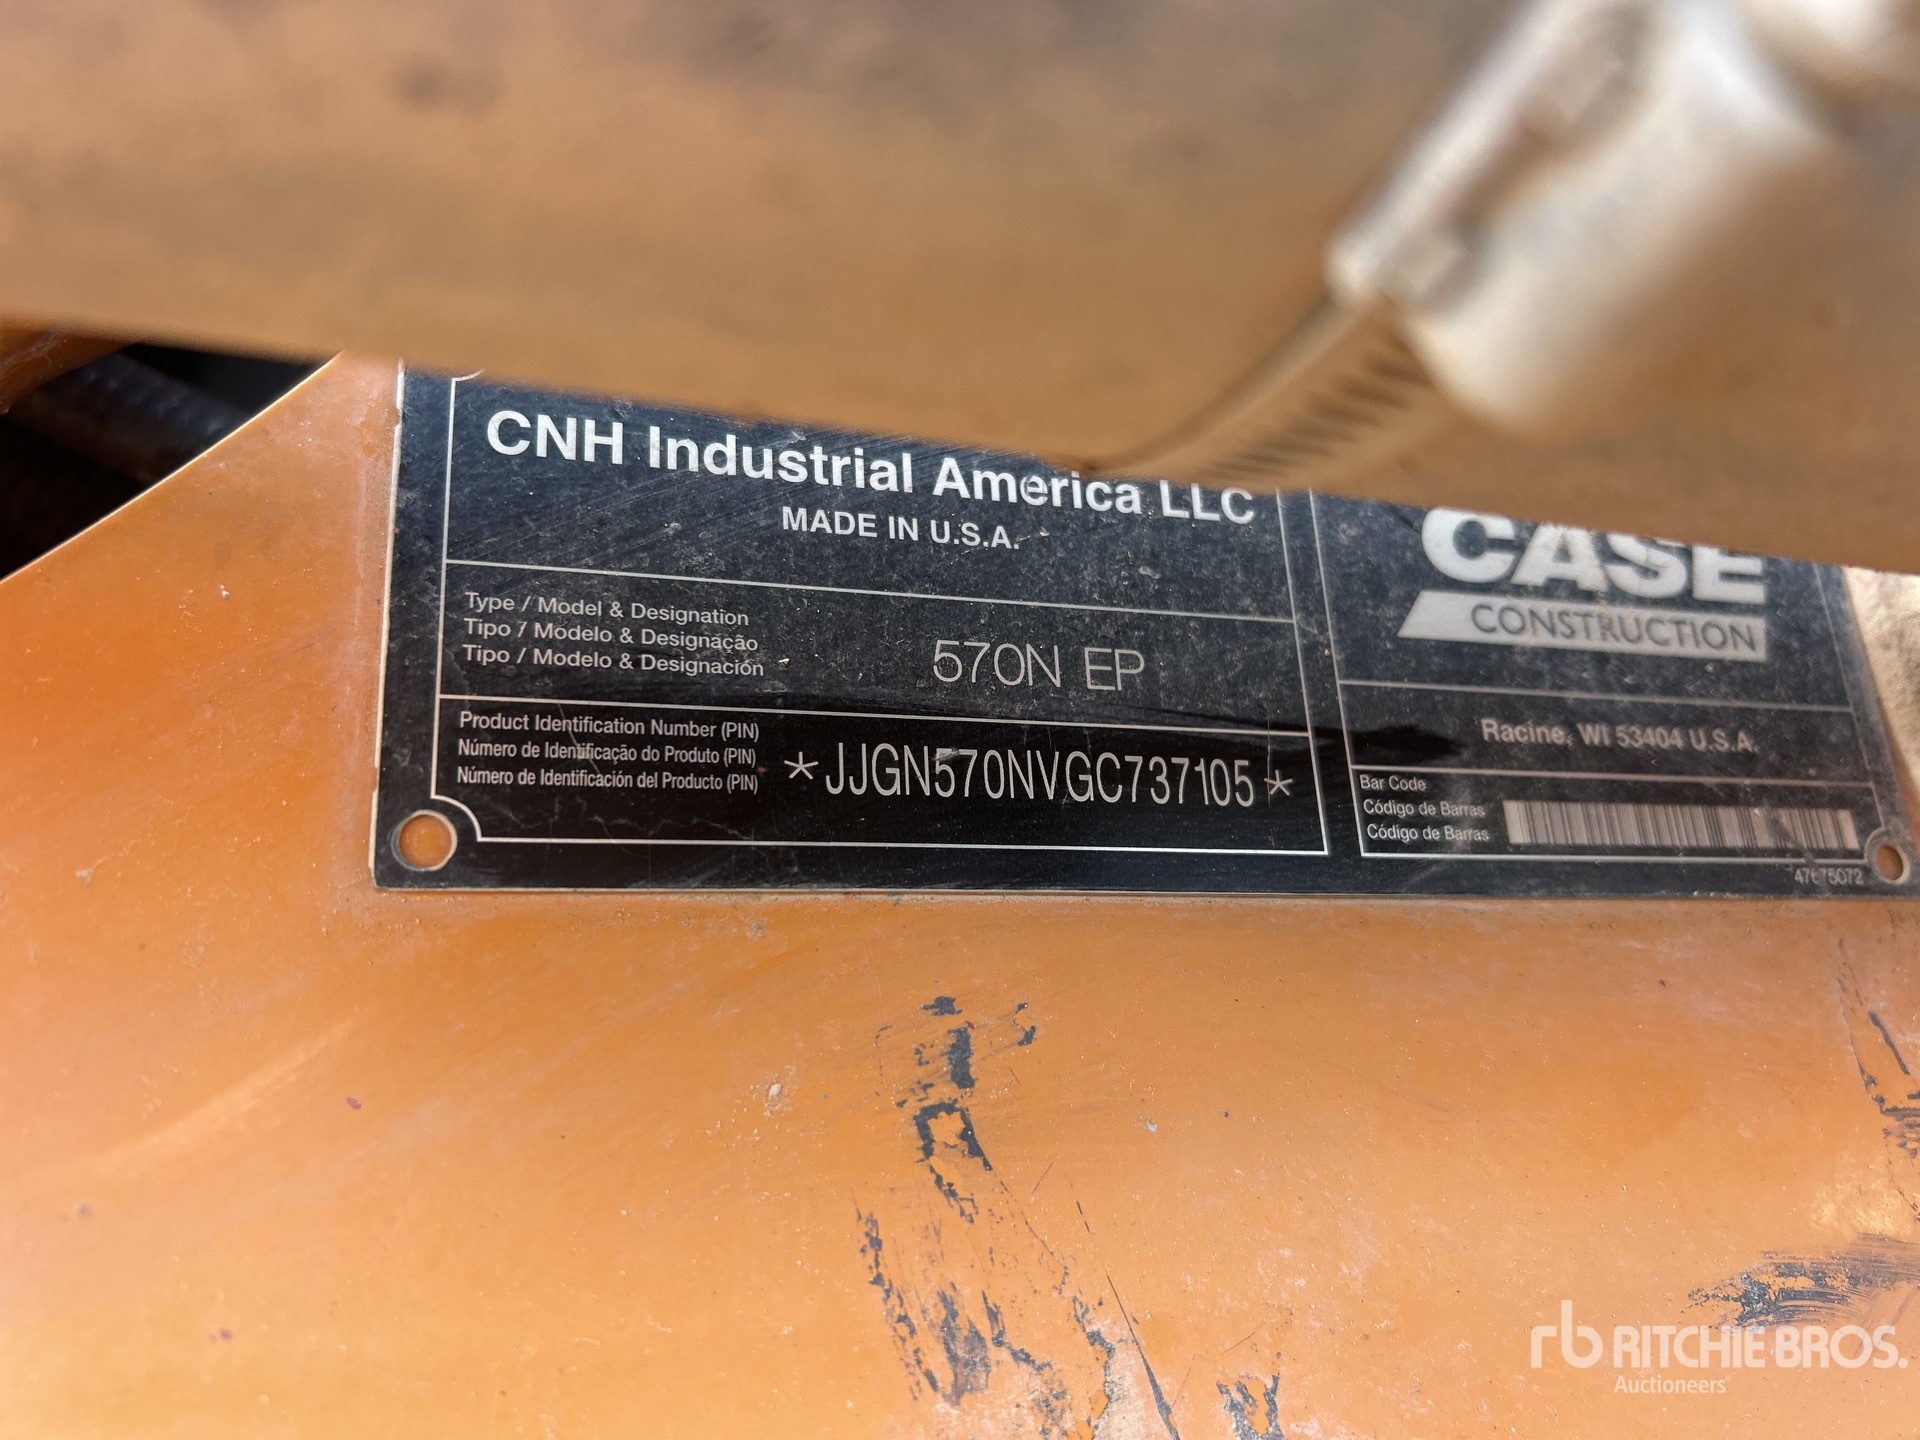 CNH Industrial America LLC
MADE IN U.S.A.
Type / Model & Designation
Tipo / Modelo & Designação
Tipo / Modelo & Designación
570N EP
Product Identification Number (PIN)
Número de Identificação do Produto (PIN)
Número de Identificación del Producto (PIN)
*JJGN570NVGC737105*
CASE
CONSTRUCTION
Racine, WI 53404 U.S.A.
Bar Code
Código de Barras
Código de Barras
47675072
rb RITCHIE BROS.
Auctioneers